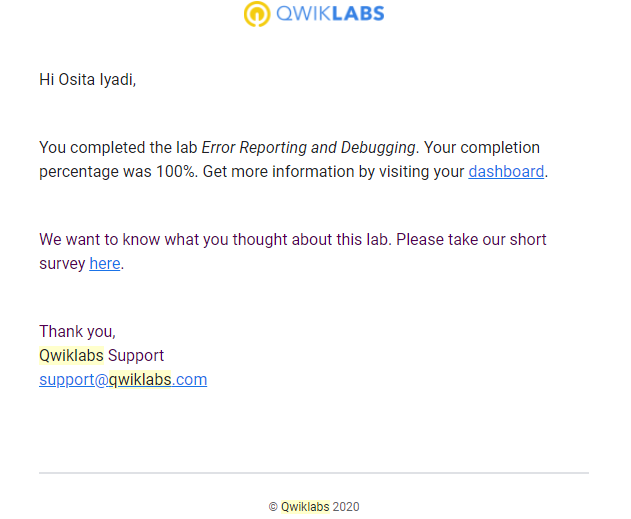 QWIKLABS
Hi Osita Iyadi,
You completed the lab Error Reporting and Debugging. Your completion
percentage was 100%. Get more information by visiting your dashboard.
We want to know what you thought about this lab. Please take our short
survey here.
Thank you,
Qwiklabs Support
support@qwiklabs.com
© Qwiklabs 2020